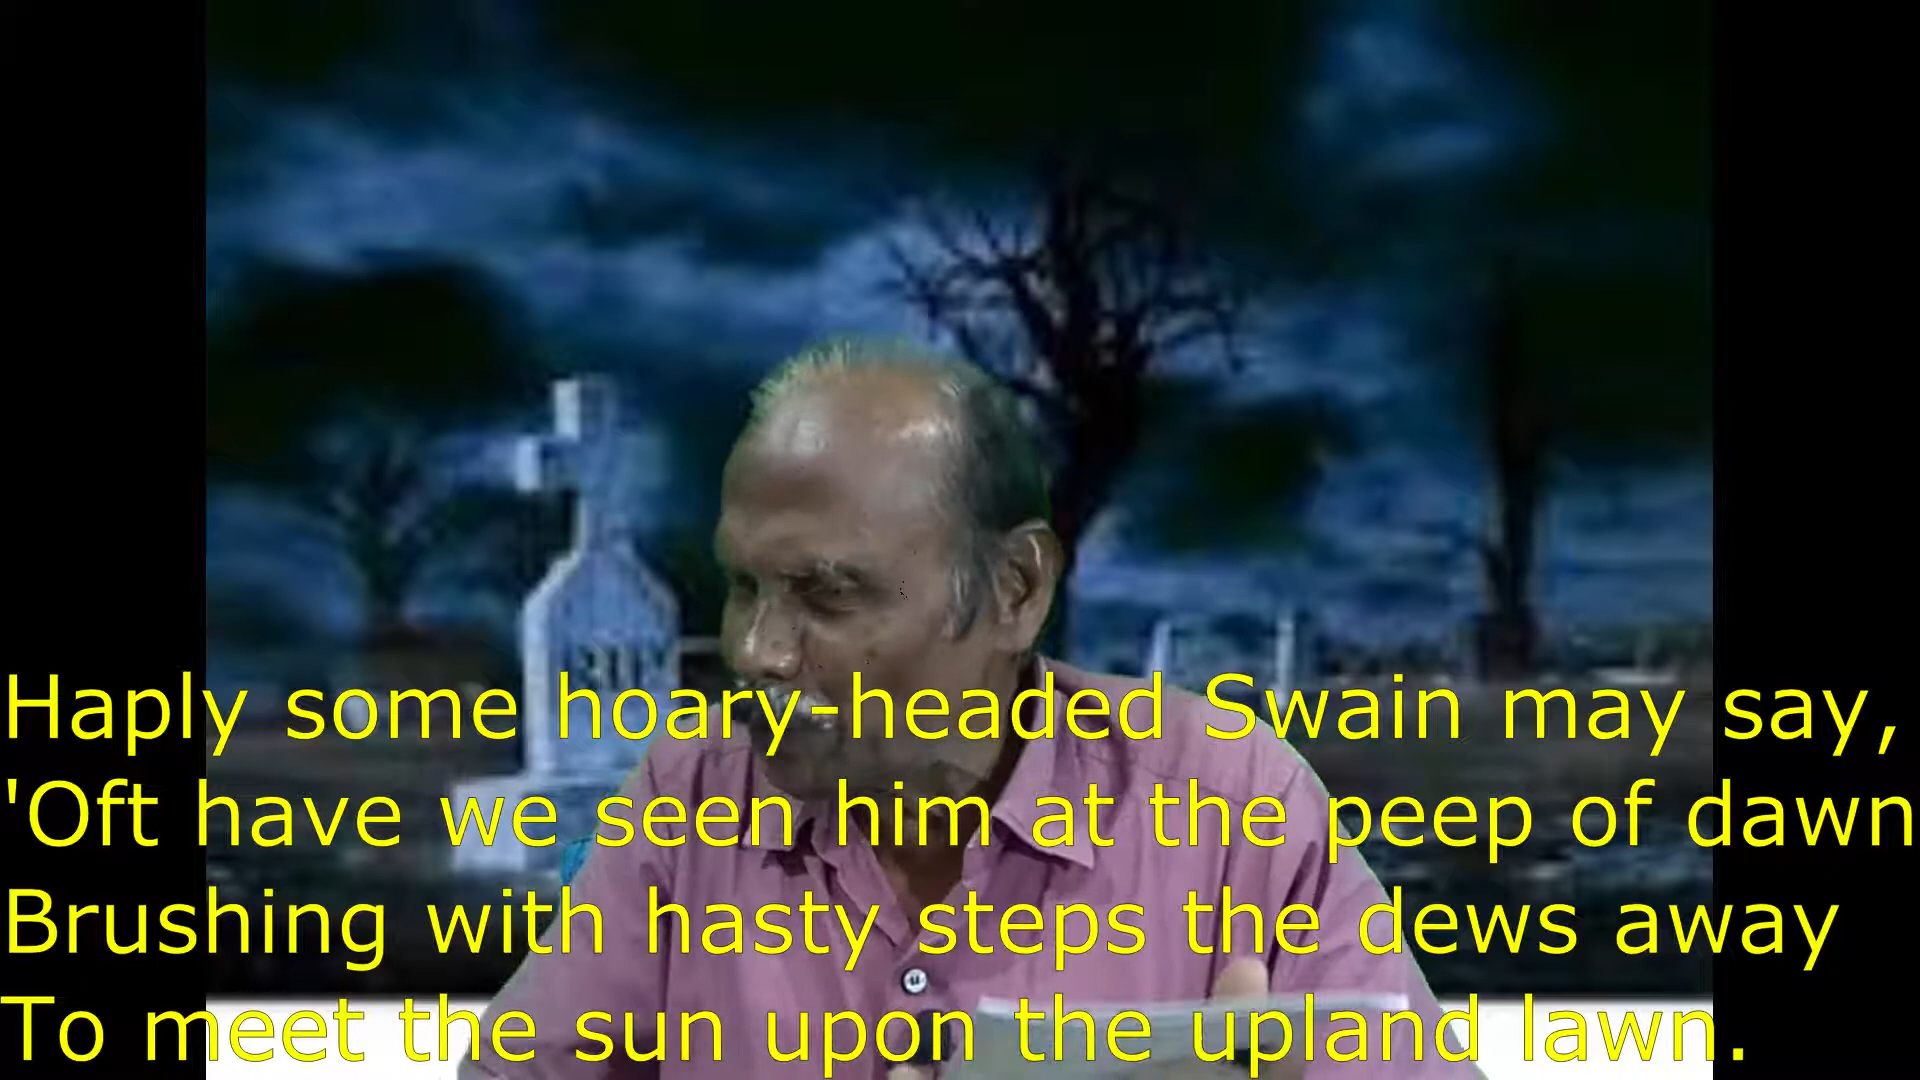 RIP
Haply some hoary-headed Swain may say,
'Oft have we seen him at the peep of dawn
Brushing with hasty steps the dews away
To meet the sun upon the upland lawn.